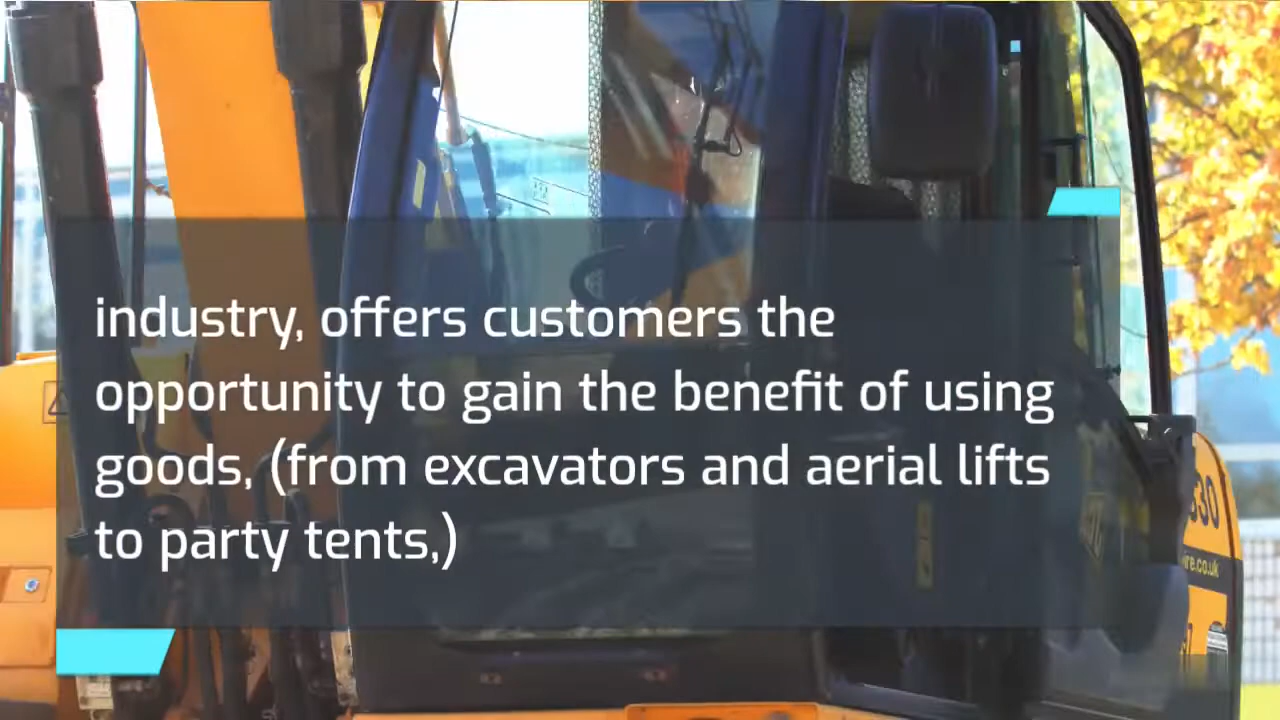 industry, offers customers the
opportunity to gain the benefit of using
goods, (from excavators and aerial lifts
to party tents,)